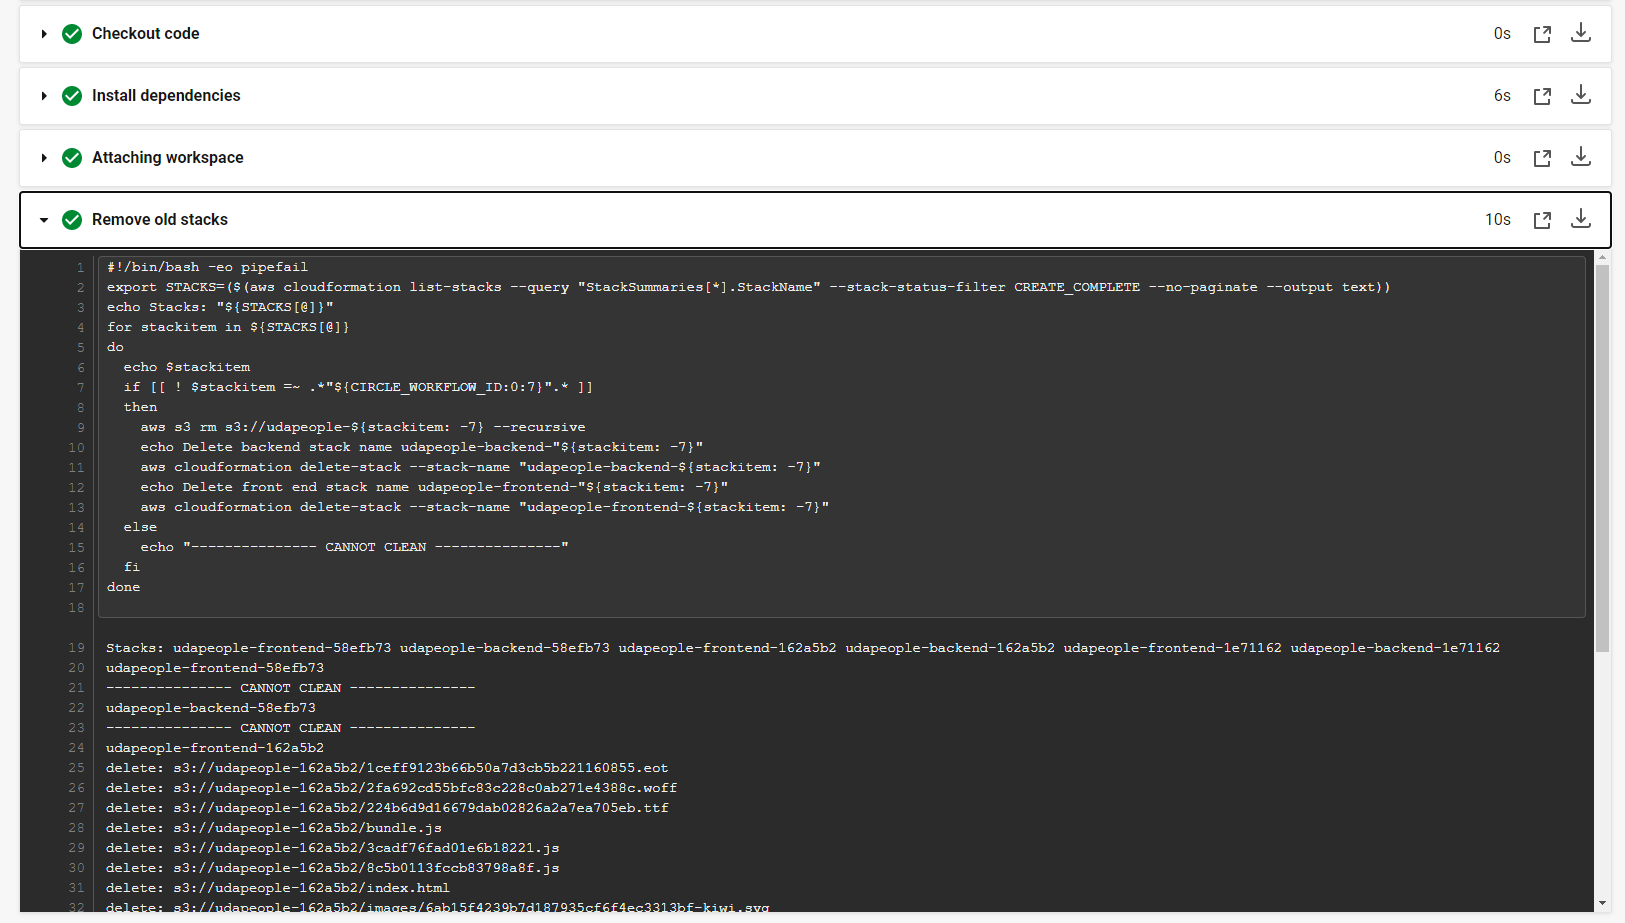 Checkout code 0s
Install dependencies 6s
Attaching workspace 0s
Remove old stacks 10s
1 #!/bin/bash -eo pipefail
2 export STACKS=($(aws cloudformation list-stacks --query "StackSummaries[*].StackName" --stack-status-filter CREATE_COMPLETE --no-paginate --output text))
3 echo Stacks: "${STACKS[@]}"
4 for stackitem in ${STACKS[@]}
5 do
6 echo $stackitem
7 if [[ ! $stackitem =~ .*"${CIRCLE_WORKFLOW_ID:0:7}".* ]]
8 then
9 aws s3 rm s3://udapeople-${stackitem: -7} --recursive
10 echo Delete backend stack name udapeople-backend-"${stackitem: -7}"
11 aws cloudformation delete-stack --stack-name "udapeople-backend-${stackitem: -7}"
12 echo Delete front end stack name udapeople-frontend-"${stackitem: -7}"
13 aws cloudformation delete-stack --stack-name "udapeople-frontend-${stackitem: -7}"
14 else
15 echo "--------------- CANNOT CLEAN ---------------"
16 fi
17 done
18
19 Stacks: udapeople-frontend-58efb73 udapeople-backend-58efb73 udapeople-frontend-162a5b2 udapeople-backend-162a5b2 udapeople-frontend-1e71162 udapeople-backend-1e71162
20 udapeople-frontend-58efb73
21 --------------- CANNOT CLEAN ---------------
22 udapeople-backend-58efb73
23 --------------- CANNOT CLEAN ---------------
24 udapeople-frontend-162a5b2
25 delete: s3://udapeople-162a5b2/1ceff9123b66b50a7d3cb5b221160855.eot
26 delete: s3://udapeople-162a5b2/2fa692cd55bfc83c228c0ab271e4388c.woff
27 delete: s3://udapeople-162a5b2/224b6d9d16679dab02826a2a7ea705eb.ttf
28 delete: s3://udapeople-162a5b2/bundle.js
29 delete: s3://udapeople-162a5b2/3cadf76fad01e6b18221.js
30 delete: s3://udapeople-162a5b2/8c5b0113fccb83798a8f.js
31 delete: s3://udapeople-162a5b2/index.html
32 delete: s3://udapeople-162a5b2/images/6ab15f4239b7d187935cf6f4ec3313bf-kiwi.svg